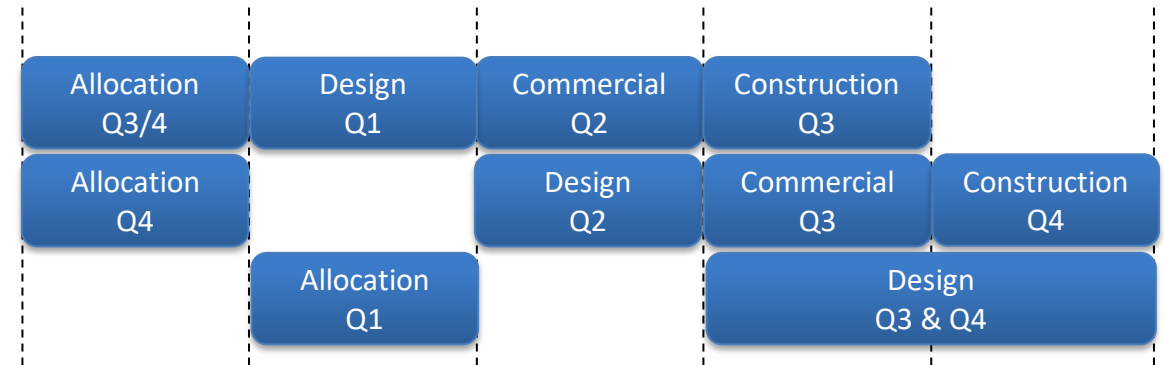 Allocation
Q3/4
Design
Q1
Commercial
Q2
Construction
Q3
Allocation
Q4
Design
Q2
Commercial
Q3
Construction
Q4
Allocation
Q1
Design
Q3 & Q4